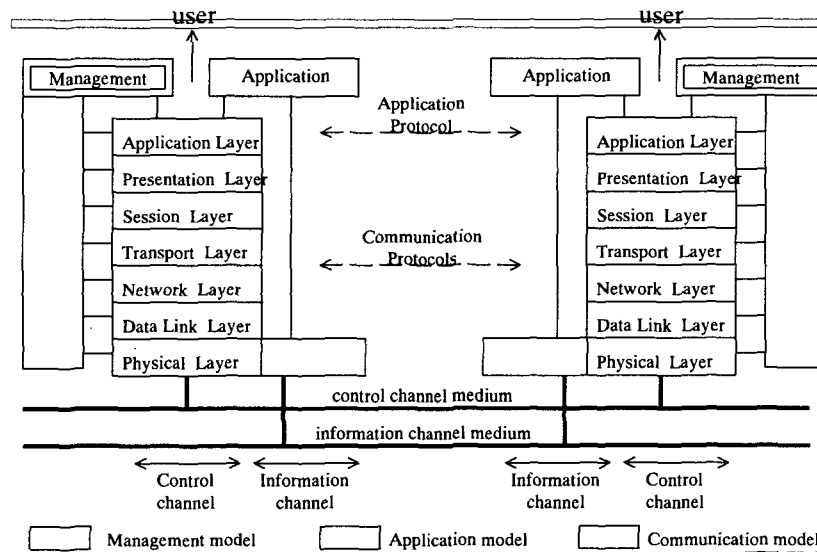 user
user
Management
Application
Application
Management
Application
Protocol
Application Layer
Presentation Layer
Session Layer
Transport Layer
Network Layer
Data Link Layer
Physical Layer
Communication
Protocols
Application Layer
Presentation Layer
Session Layer
Transport Layer
Network Layer
Data Link Layer
Physical Layer
control channel medium
information channel medium
Control
channel
Information
channel
Information
channel
Control
channel
Management model
Application model
Communication model